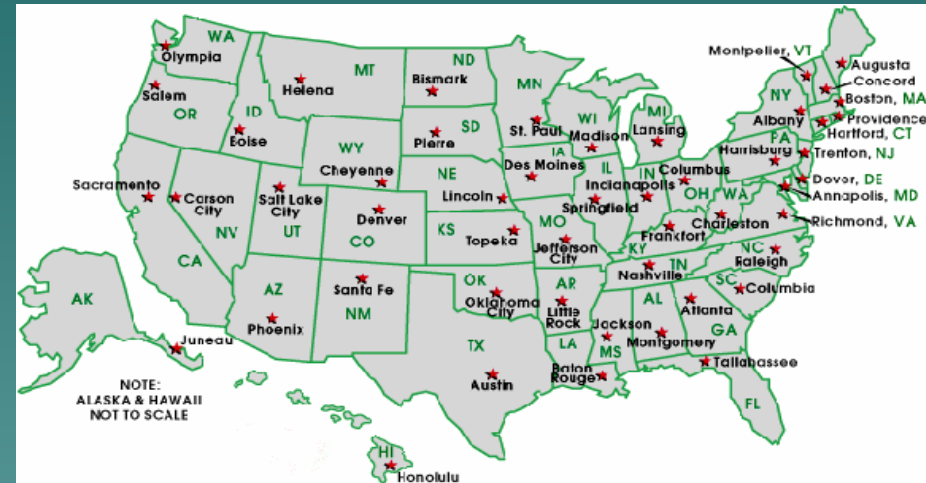 WA
Olympia
MT
Helena
ND
Bismark
MN
Montpelier, VT
Augusta
Concord
Boston, MA
Providence
Hartford, CT
NY
Albany
Salem
OR
ID
Boise
SD
Pierre
St. Paul
WI
Madison
MI
Lansing
PA
Harrisburg
Trenton, NJ
WY
Cheyenne
NE
Lincoln
IA
Des Moines
IL
Springfield
IN
Indianapolis
Columbus
OH
WA
Charleston
Dover, DE
Annapolis, MD
Richmond, VA
Sacramento
Carson
City
NV
CA
Salt Lake
City
UT
Denver
CO
KS
Topeka
MO
Jefferson
City
KY
Frankfort
NC
Raleigh
TN
Nashville
SC
Columbia
AZ
Phoenix
Santa Fe
NM
OK
Oklahoma
City
AR
Little
Rock
Jackson
MS
AL
Montgomery
Atlanta
GA
AK
Juneau
TX
Austin
LA
Baton
Rouge
Tallahassee
FL
NOTE:
ALASKA & HAWAII
NOT TO SCALE
HI
Honolulu